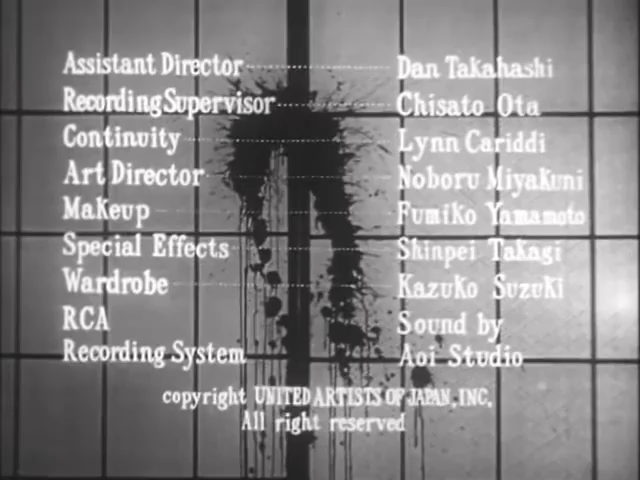 Assistant Director Dan Takahashi
Recording Supervisor Chisato Ota
Continuity Lynn Cariddi
Art Director Noboru Miyakuni
Makeup Fumiko Yamamoto
Special Effects Shinpei Takagi
Wardrobe Kazuko Suzuki
RCA Sound by
Recording System Aoi Studio
copyright UNITED ARTISTS OF JAPAN, INC.
All right reserved